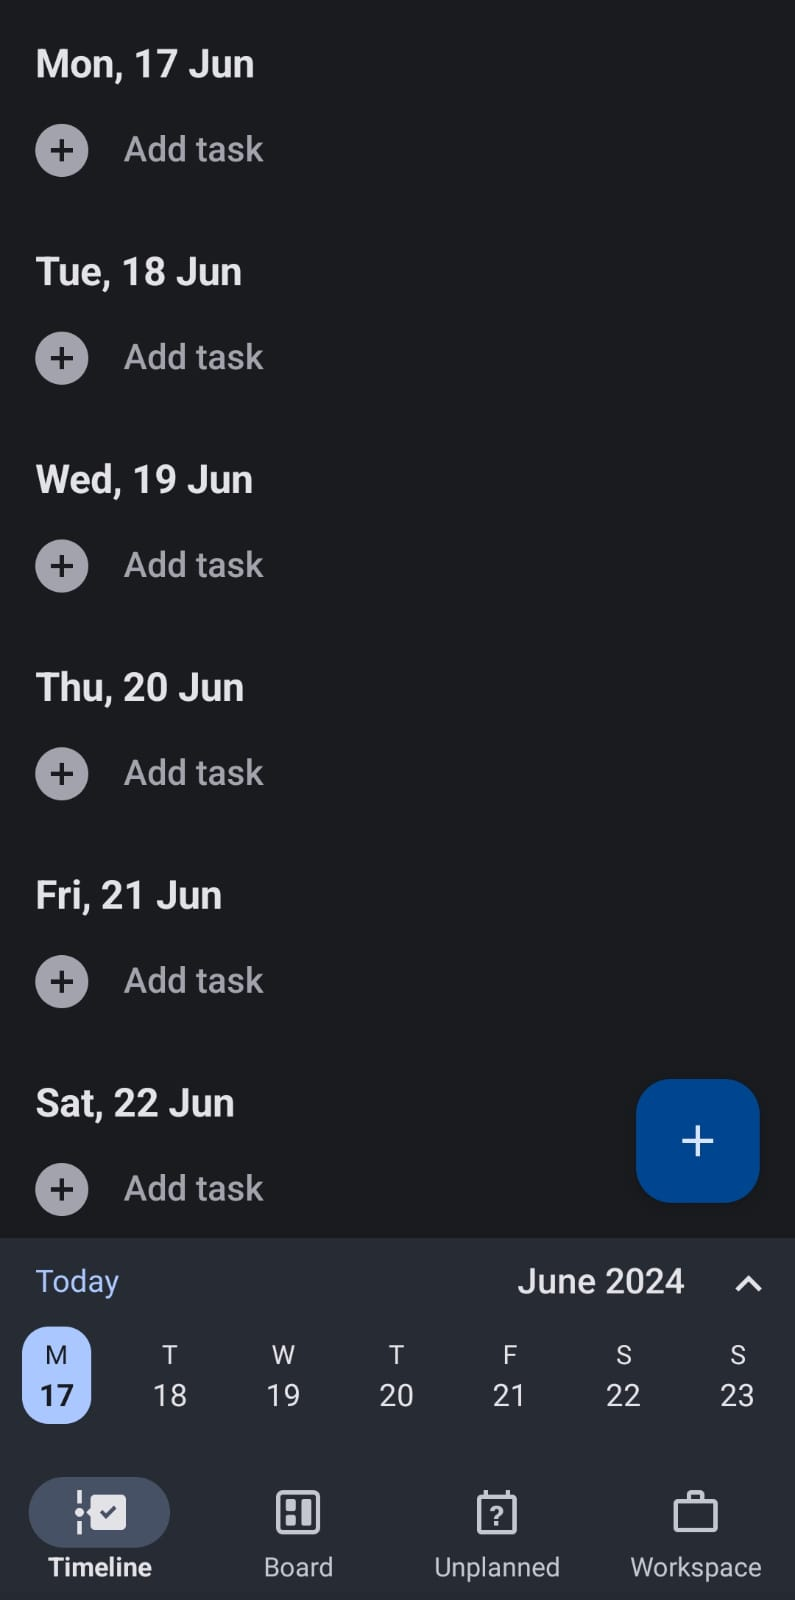 Mon, 17 Jun
Add task
Tue, 18 Jun
Add task
Wed, 19 Jun
Add task
Thu, 20 Jun
Add task
Fri, 21 Jun
Add task
Sat, 22 Jun
Add task
Today June 2024
M T W T F S S
17 18 19 20 21 22 23
Timeline Board Unplanned Workspace